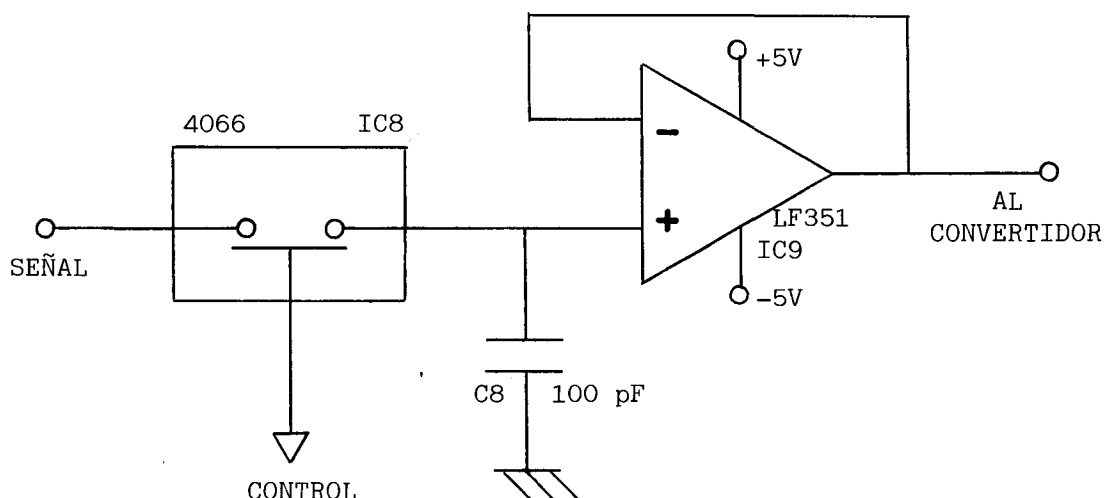 +5V
4066 IC8
-
+
LF351
IC9
-5V
SEÑAL
AL
CONVERTIDOR
C8 100 pF
CONTROL